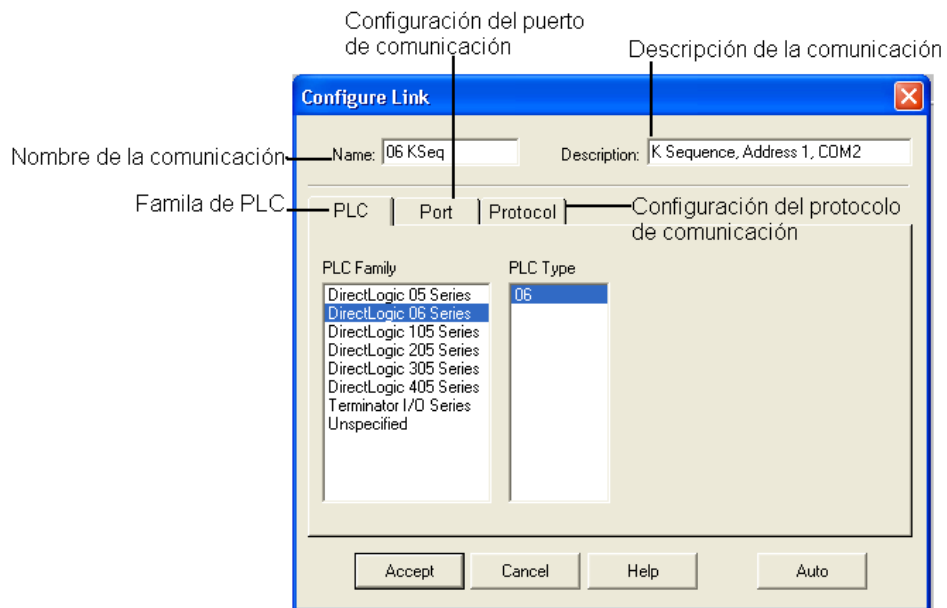 Configuración del puerto
de comunicación
Descripción de la comunicación
Configure Link
Nombre de la comunicación
Name: 06 KSeq
Description: K Sequence, Address 1, COM2
Famila de PLC
PLC
Port
Protocol
Configuración del protocolo
de comunicación
PLC Family
DirectLogic 05 Series
DirectLogic 06 Series
DirectLogic 105 Series
DirectLogic 205 Series
DirectLogic 305 Series
DirectLogic 405 Series
Terminator I/O Series
Unspecified
PLC Type
06
Accept
Cancel
Help
Auto